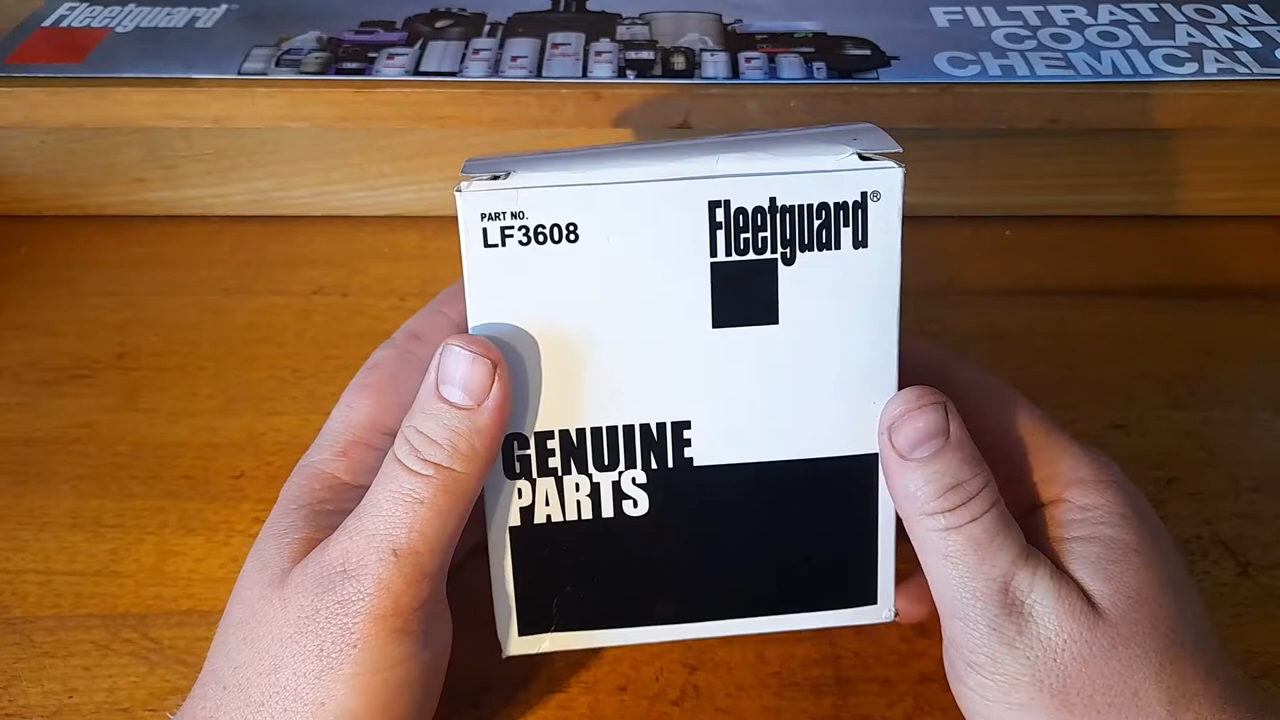 Fleetguard
FILTRATION
COOLANT
CHEMICAL
PART NO.
LF3608
Fleetguard®
GENUINE
PARTS